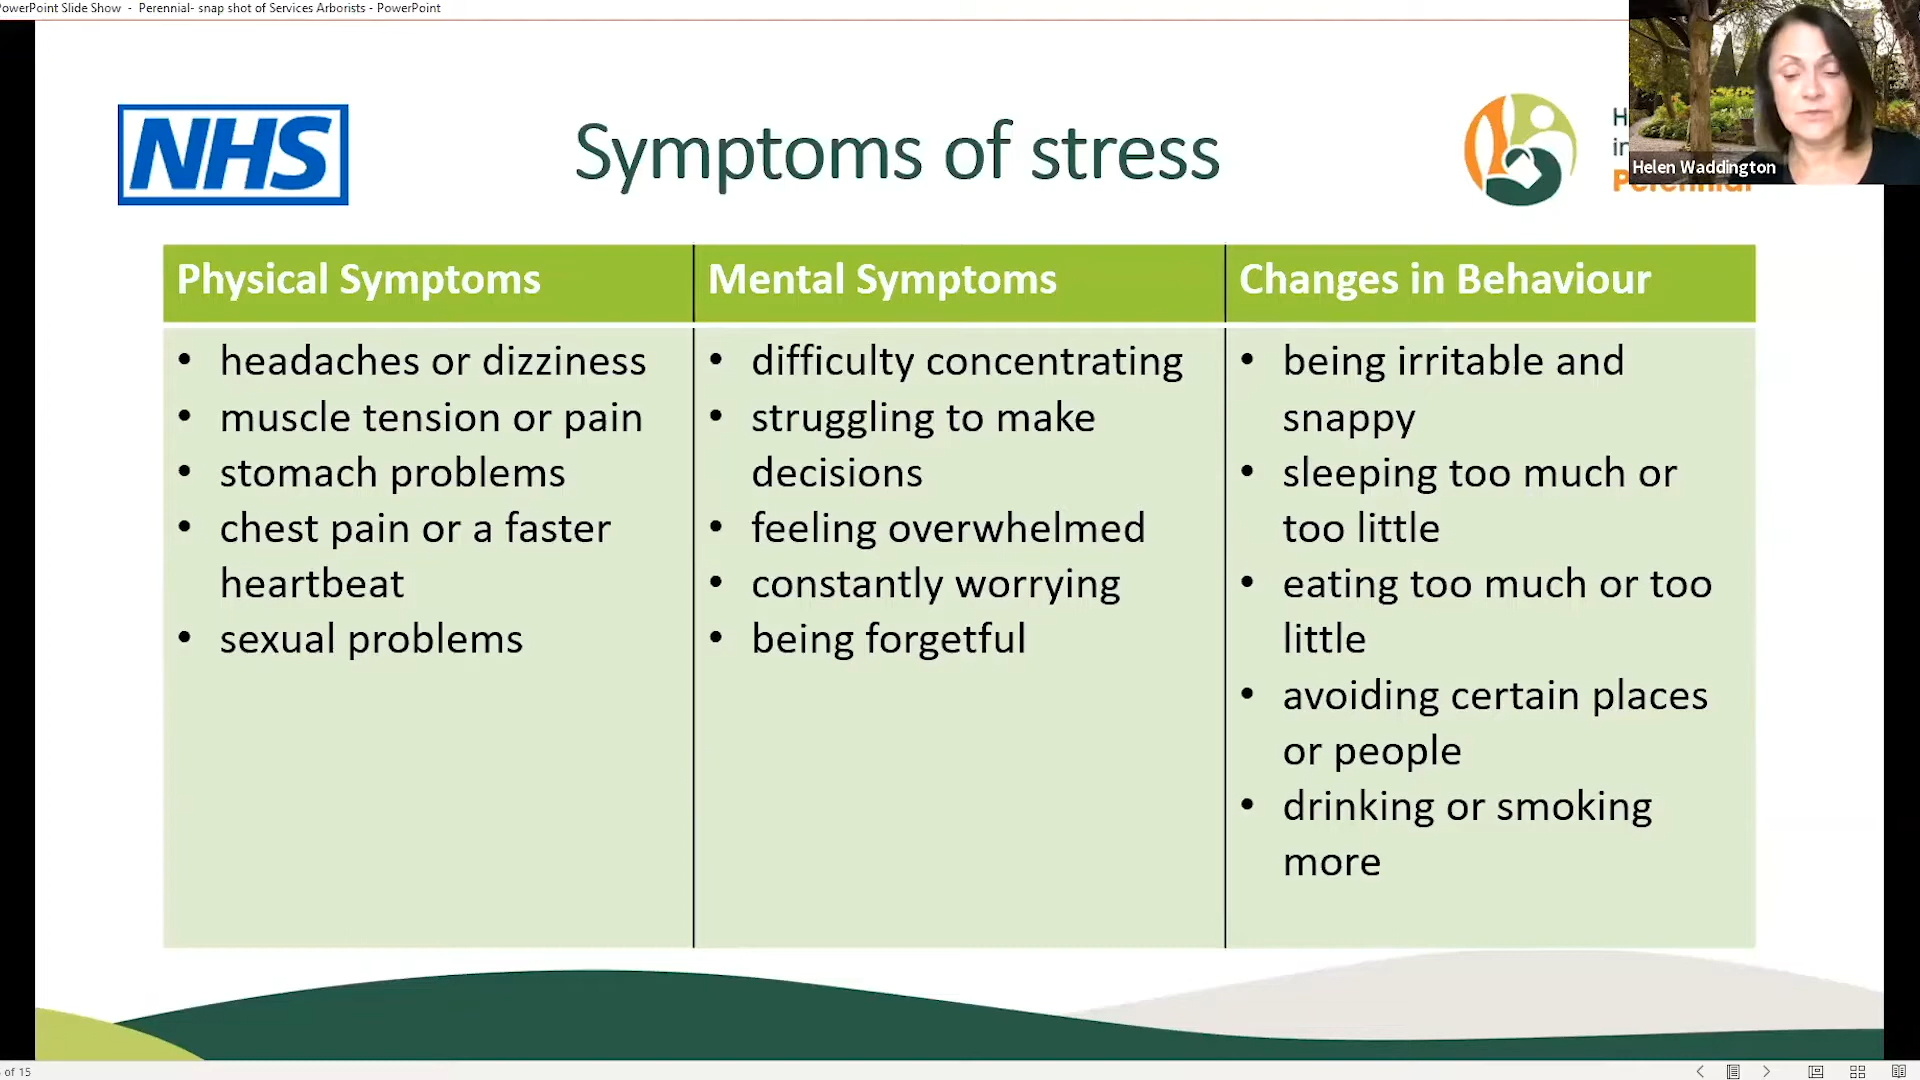 PowerPoint Slide Show - Perennial- snap shot of Services Arborists - PowerPoint
NHS
Symptoms of stress
Helen Waddington
Physical Symptoms
• headaches or dizziness
• muscle tension or pain
• stomach problems
• chest pain or a faster
heartbeat
• sexual problems
Mental Symptoms
• difficulty concentrating
• struggling to make
decisions
• feeling overwhelmed
• constantly worrying
• being forgetful
Changes in Behaviour
• being irritable and
snappy
• sleeping too much or
too little
• eating too much or too
little
• avoiding certain places
or people
• drinking or smoking
more
of 15